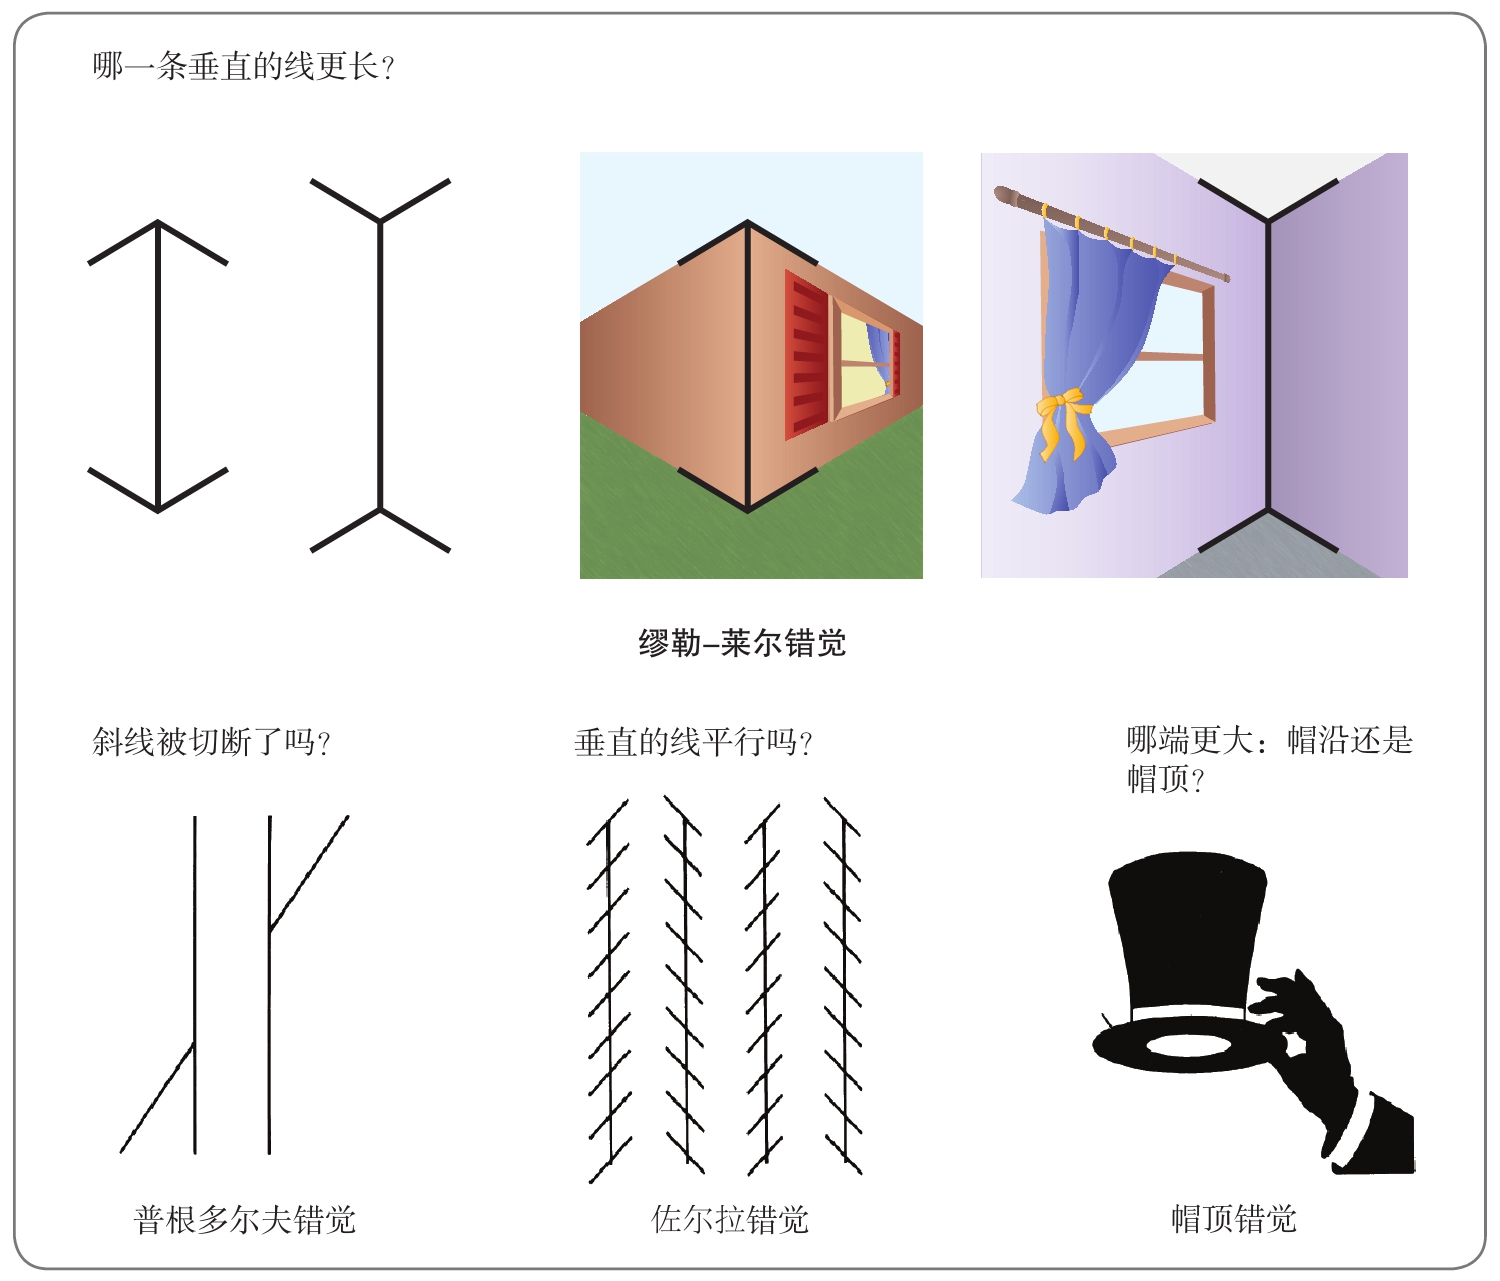 哪一条垂直的线更长？
缪勒–莱尔错觉
斜线被切断了吗？
垂直的线平行吗？
哪端更大：帽沿还是
帽顶？
普根多尔夫错觉
佐尔拉错觉
帽顶错觉